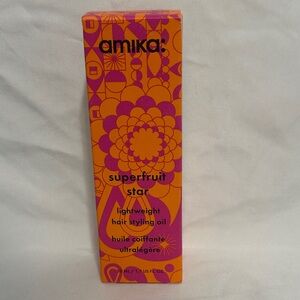 amika:
superfruit
star
lightweight
hair styling oil
huile coiffante
ultralégère